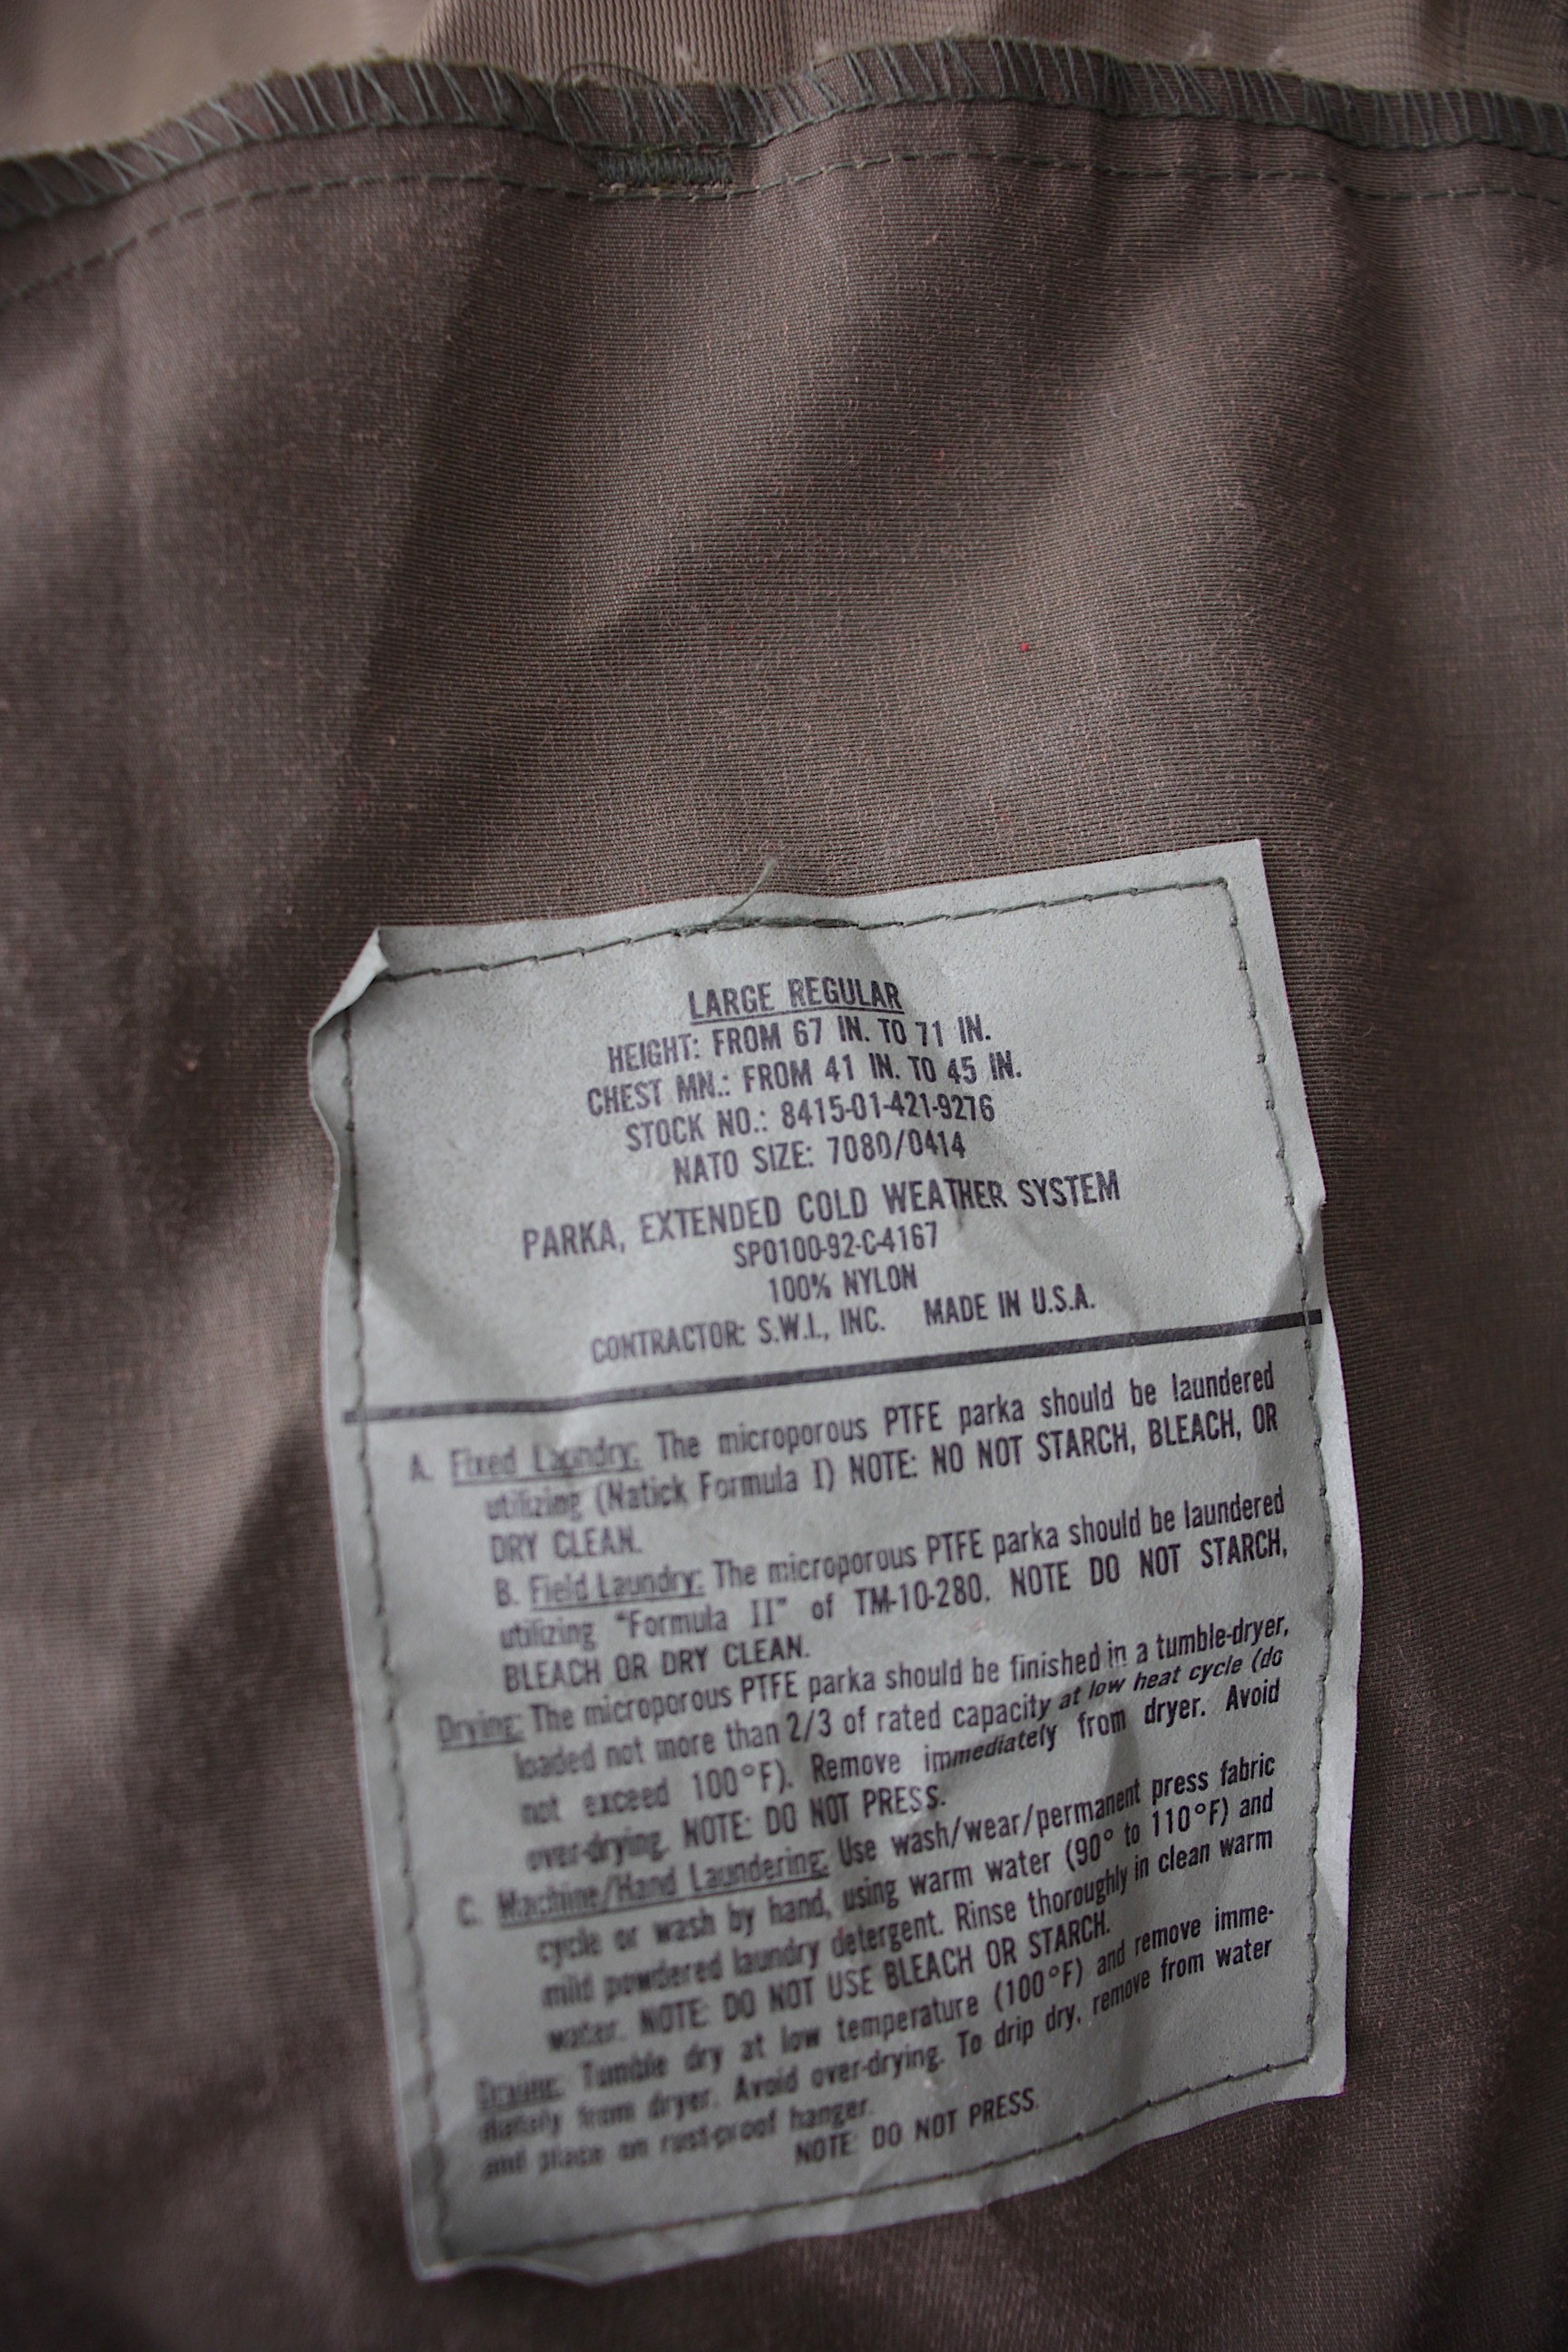 LARGE REGULAR
HEIGHT: FROM 67 IN. TO 71 IN.
CHEST MN.: FROM 41 IN. TO 45 IN.
STOCK NO.: 8415-01-421-9276
NATO SIZE: 7080/0414
PARKA, EXTENDED COLD WEATHER SYSTEM
SPO100-92-C-4167
100% NYLON
CONTRACTOR: S.W.I., INC. MADE IN U.S.A.
A. Fixed Laundry: The microporous PTFE parka should be laundered
utilizing (Natick Formula I) NOTE: NO NOT STARCH, BLEACH, OR
DRY CLEAN.
B. Field Laundry: The microporous PTFE parka should be laundered
utilizing "Formula II" of TM-10-280. NOTE DO NOT STARCH,
BLEACH OR DRY CLEAN.
Drying: The microporous PTFE parka should be finished in a tumble-dryer,
loaded not more than 2/3 of rated capacity at low heat cycle (do
not exceed 100°F). Remove immediately from dryer. Avoid
over-drying. NOTE: DO NOT PRESS.
C. Machine/Hand Laundering: Use wash/wear/permanent press fabric
cycle or wash by hand, using warm water (90° to 110°F) and
mild powdered laundry detergent. Rinse thoroughly in clean warm
water. NOTE: DO NOT USE BLEACH OR STARCH.
Drying: Tumble dry at low temperature (100°F) and remove imme-
diately from dryer. Avoid over-drying. To drip dry, remove from water
and place on rust-proof hanger.
NOTE: DO NOT PRESS.